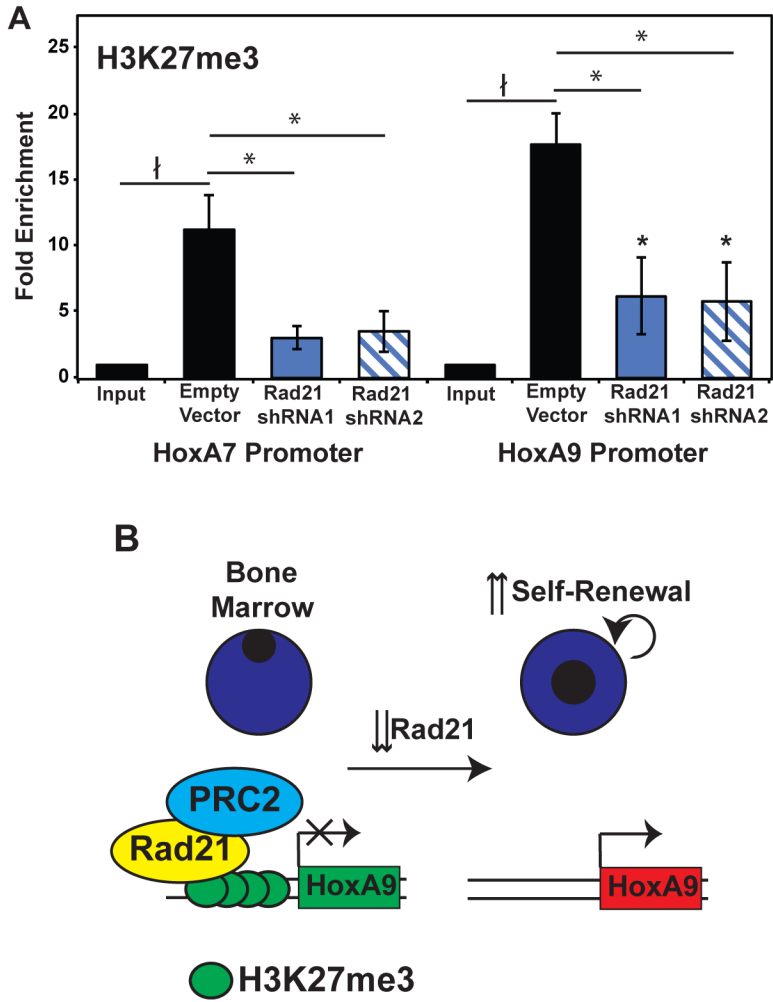 A
H3K27me3
Fold Enrichment
25
20
15
10
5
0
ƚ
*
*
ƚ
*
*
*
*
Input
Empty Vector
Rad21 shRNA1
Rad21 shRNA2
Input
Empty Vector
Rad21 shRNA1
Rad21 shRNA2
HoxA7 Promoter
HoxA9 Promoter
B
Bone
Marrow
Self-Renewal
Rad21
PRC2
Rad21
HoxA9
HoxA9
H3K27me3